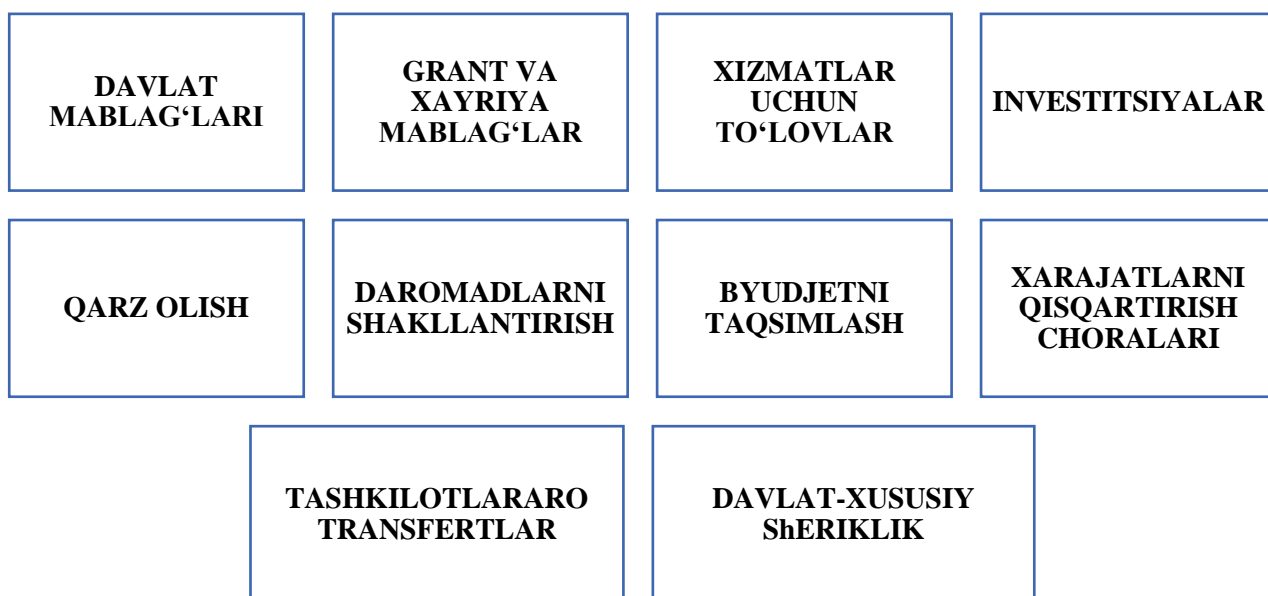 DAVLAT
MABLAG‘LARI
GRANT VA
XAYRIYA
MABLAG‘LAR
XIZMATLAR
UCHUN
TO‘LOVLAR
INVESTITSIYALAR
QARZ OLISH
DAROMADLARNI
SHAKLLANTIRISH
BYUDJETNI
TAQSIMLASH
XARAJATLARNI
QISQARTIRISH
CHORALARI
TASHKILOTLARARO
TRANSFERTLAR
DAVLAT-XUSUSIY
ShERIKLIK